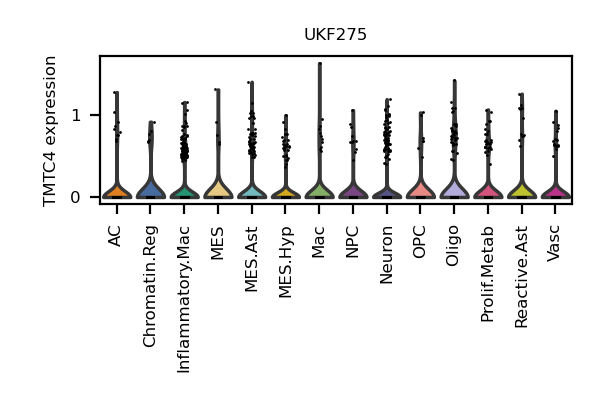 UKF275
TMTC4 expression
1
0
AC
Chromatin.Reg
Inflammatory.Mac
MES
MES.Ast
MES.Hyp
Mac
NPC
Neuron
OPC
Oligo
Prolif.Metab
Reactive.Ast
Vasc